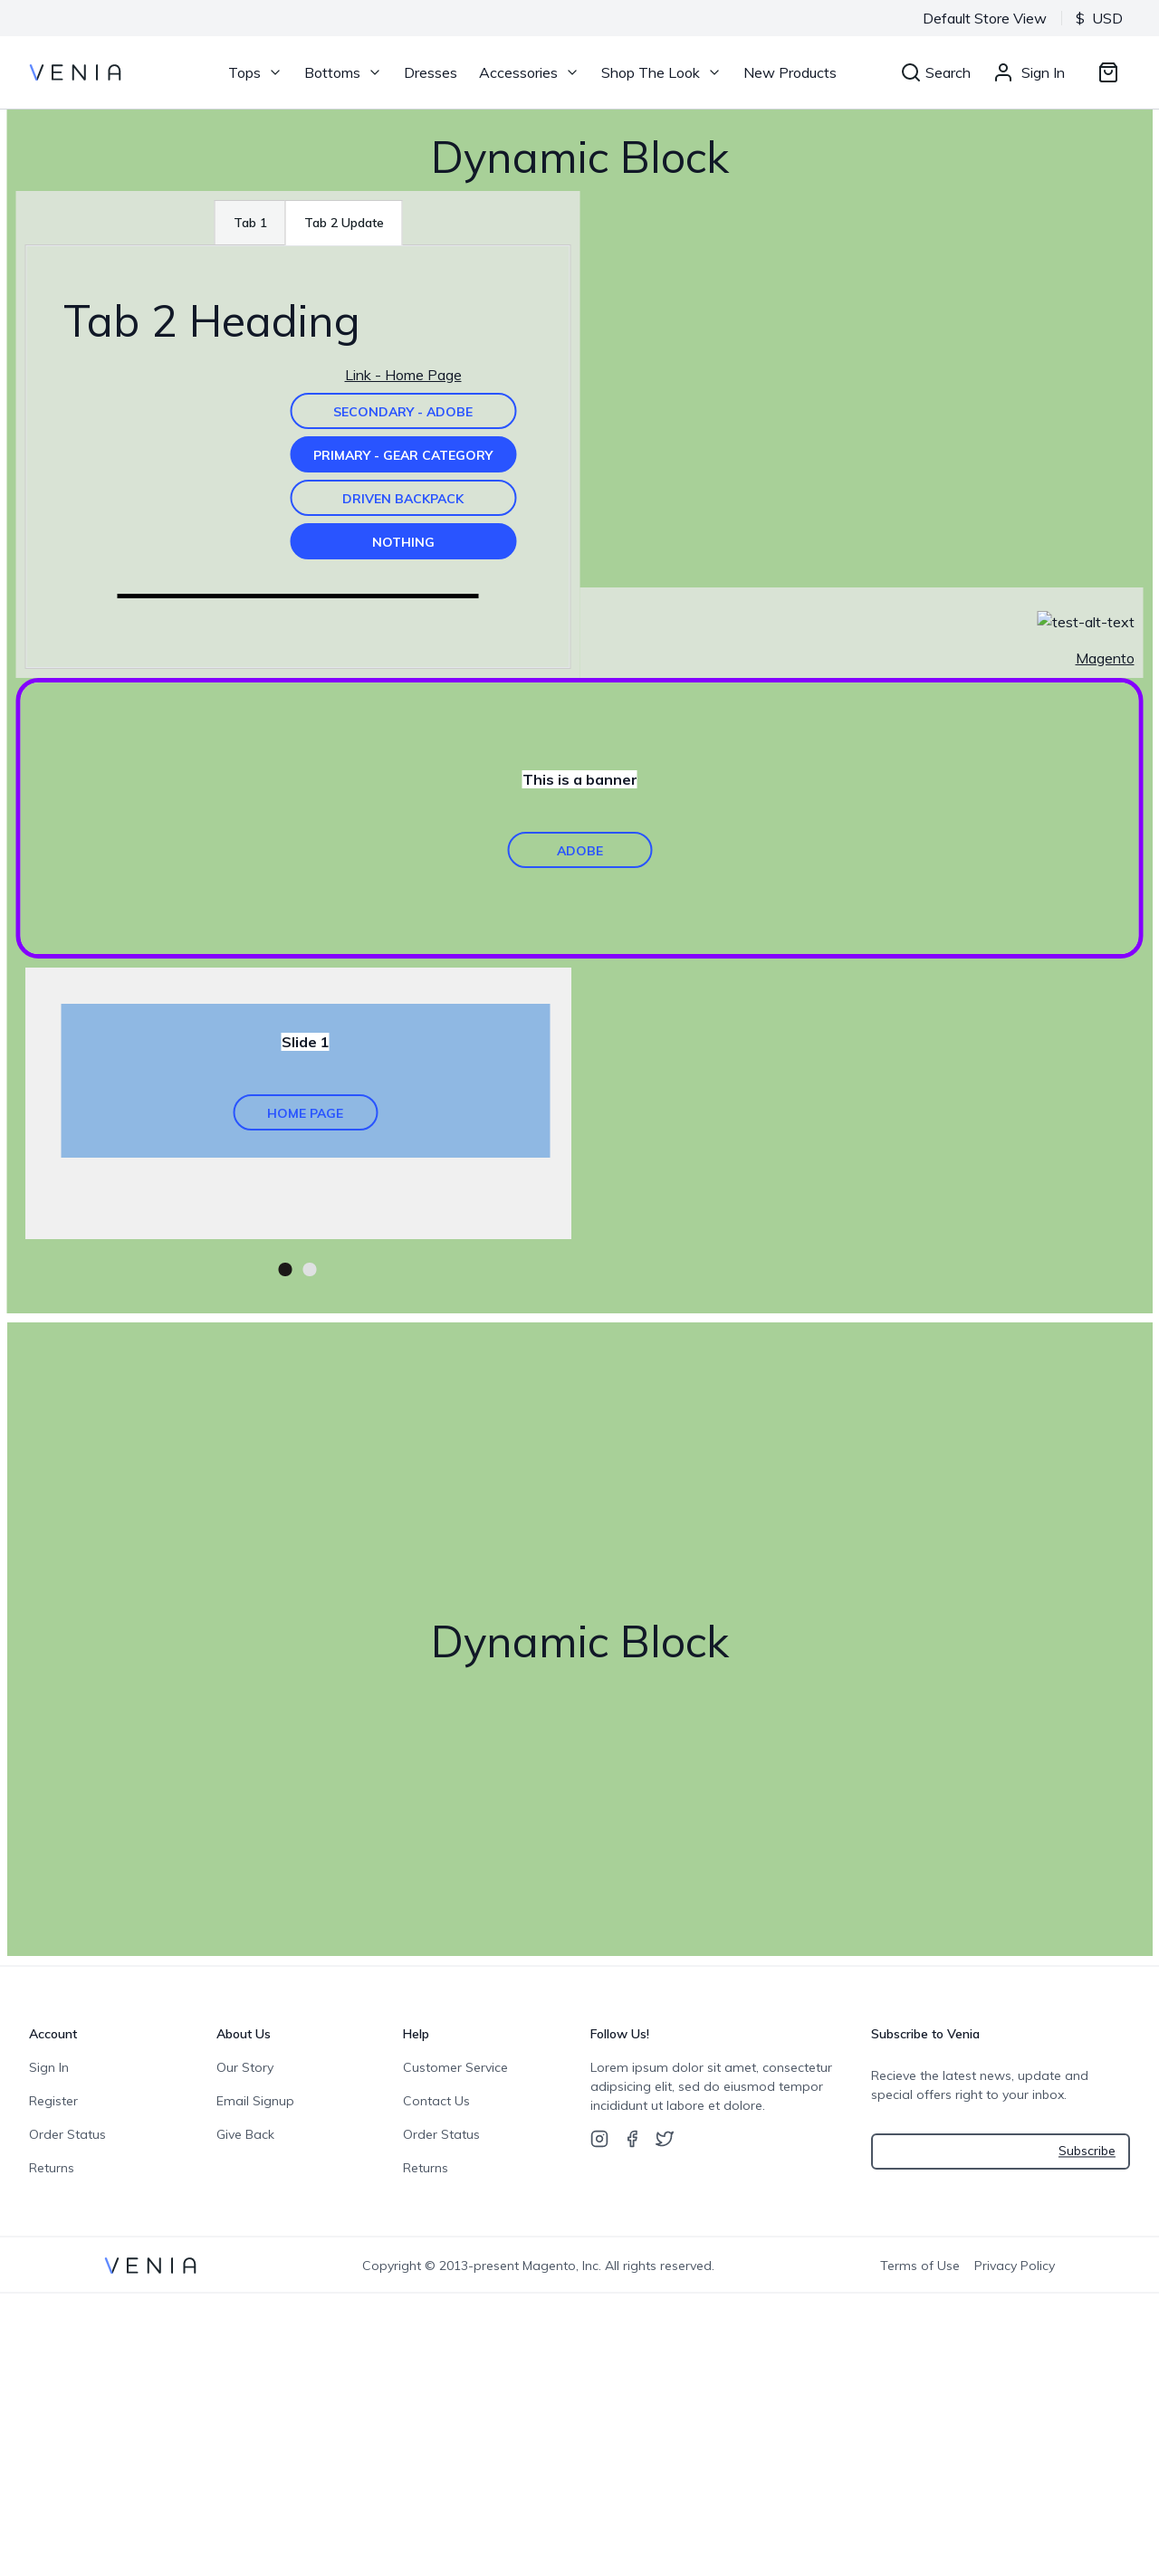 Default Store View $ USD
VENIA Tops Bottoms Dresses Accessories Shop The Look New Products Search Sign In
Dynamic Block
Tab 1 Tab 2 Update
Tab 2 Heading
Link - Home Page
SECONDARY - ADOBE
PRIMARY - GEAR CATEGORY
DRIVEN BACKPACK
NOTHING
test-alt-text
Magento
This is a banner
ADOBE
Slide 1
HOME PAGE
Dynamic Block
Account
Sign In
Register
Order Status
Returns
About Us
Our Story
Email Signup
Give Back
Help
Customer Service
Contact Us
Order Status
Returns
Follow Us!
Lorem ipsum dolor sit amet, consectetur
adipsicing elit, sed do eiusmod tempor
incididunt ut labore et dolore.
Subscribe to Venia
Recieve the latest news, update and
special offers right to your inbox.
Subscribe
VENIA Copyright © 2013-present Magento, Inc. All rights reserved. Terms of Use Privacy Policy